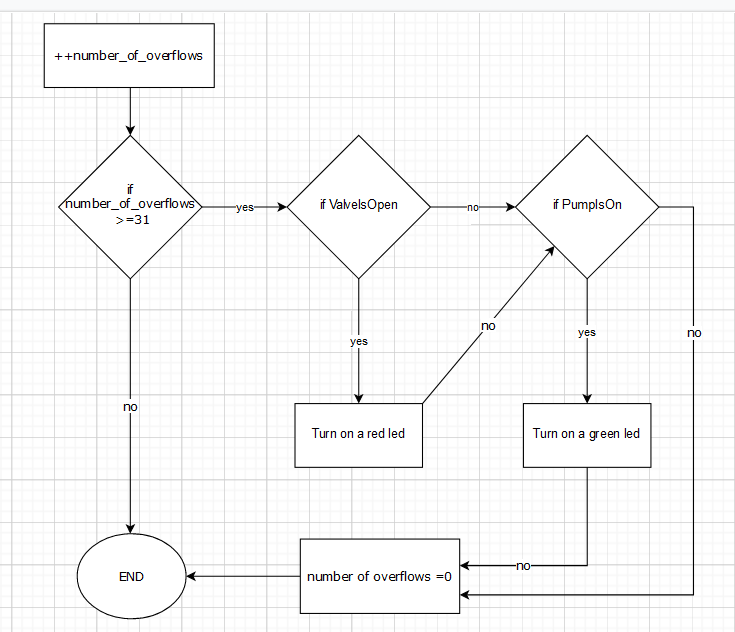 ++number_of_overflows
if
number_of_overflows
>=31
yes
if ValveIsOpen
no
if PumpIsOn
no
yes
no
yes
no
Turn on a red led
Turn on a green led
no
END
number of overflows =0